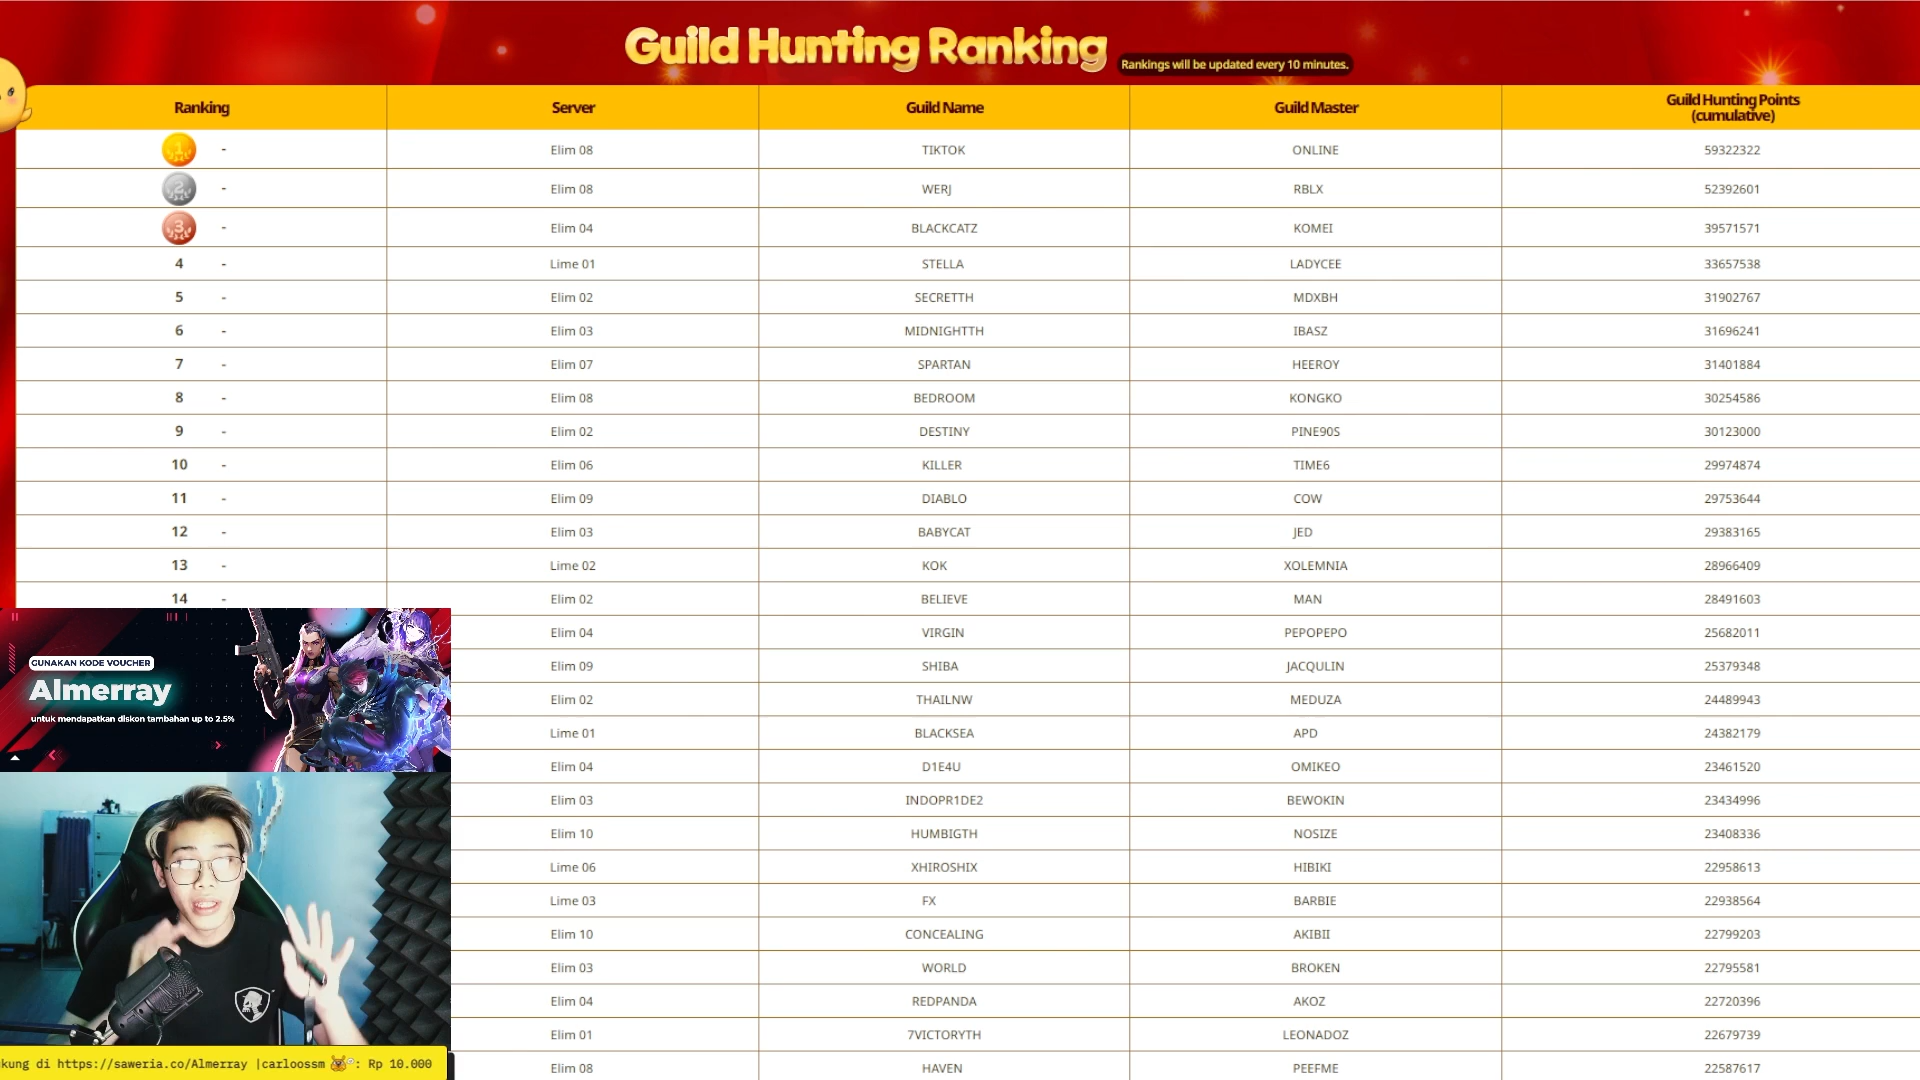 Guild Hunting Ranking
Rankings will be updated every 10 minutes.
Ranking Server Guild Name Guild Master Guild Hunting Points
(cumulative)
1 - Elim 08 TIKTOK ONLINE 59322322
2 - Elim 08 WERJ RBLX 52392601
3 - Elim 04 BLACKCATZ KOMEI 39571571
4 - Lime 01 STELLA LADYCEE 33657538
5 - Elim 02 SECRETTH MDXBH 31902767
6 - Elim 03 MIDNIGHTTH IBASZ 31696241
7 - Elim 07 SPARTAN HEEROY 31401884
8 - Elim 08 BEDROOM KONGKO 30254586
9 - Elim 02 DESTINY PINE90S 30123000
10 - Elim 06 KILLER TIME6 29974874
11 - Elim 09 DIABLO COW 29753644
12 - Elim 03 BABYCAT JED 29383165
13 - Lime 02 KOK XOLEMNIA 28966409
14 - Elim 02 BELIEVE MAN 28491603
Elim 04 VIRGIN PEPOPEPO 25682011
Elim 09 SHIBA JACQULIN 25379348
Elim 02 THAILNW MEDUZA 24489943
Lime 01 BLACKSEA APD 24382179
Elim 04 D1E4U OMIKEO 23461520
Elim 03 INDOPR1DE2 BEWOKIN 23434996
Elim 10 HUMBIGTH NOSIZE 23408336
Lime 06 XHIROSHIX HIBIKI 22958613
Lime 03 FX BARBIE 22938564
Elim 10 CONCEALING AKIBII 22799203
Elim 03 WORLD BROKEN 22795581
Elim 04 REDPANDA AKOZ 22720396
Elim 01 7VICTORYTH LEONADOZ 22679739
Elim 08 HAVEN PEEFME 22587617
GUNAKAN KODE VOUCHER
Almerray
untuk mendapatkan diskon tambahan up to 2.5%
kung di https://saweria.co/Almerray |carloossm : Rp 10.000